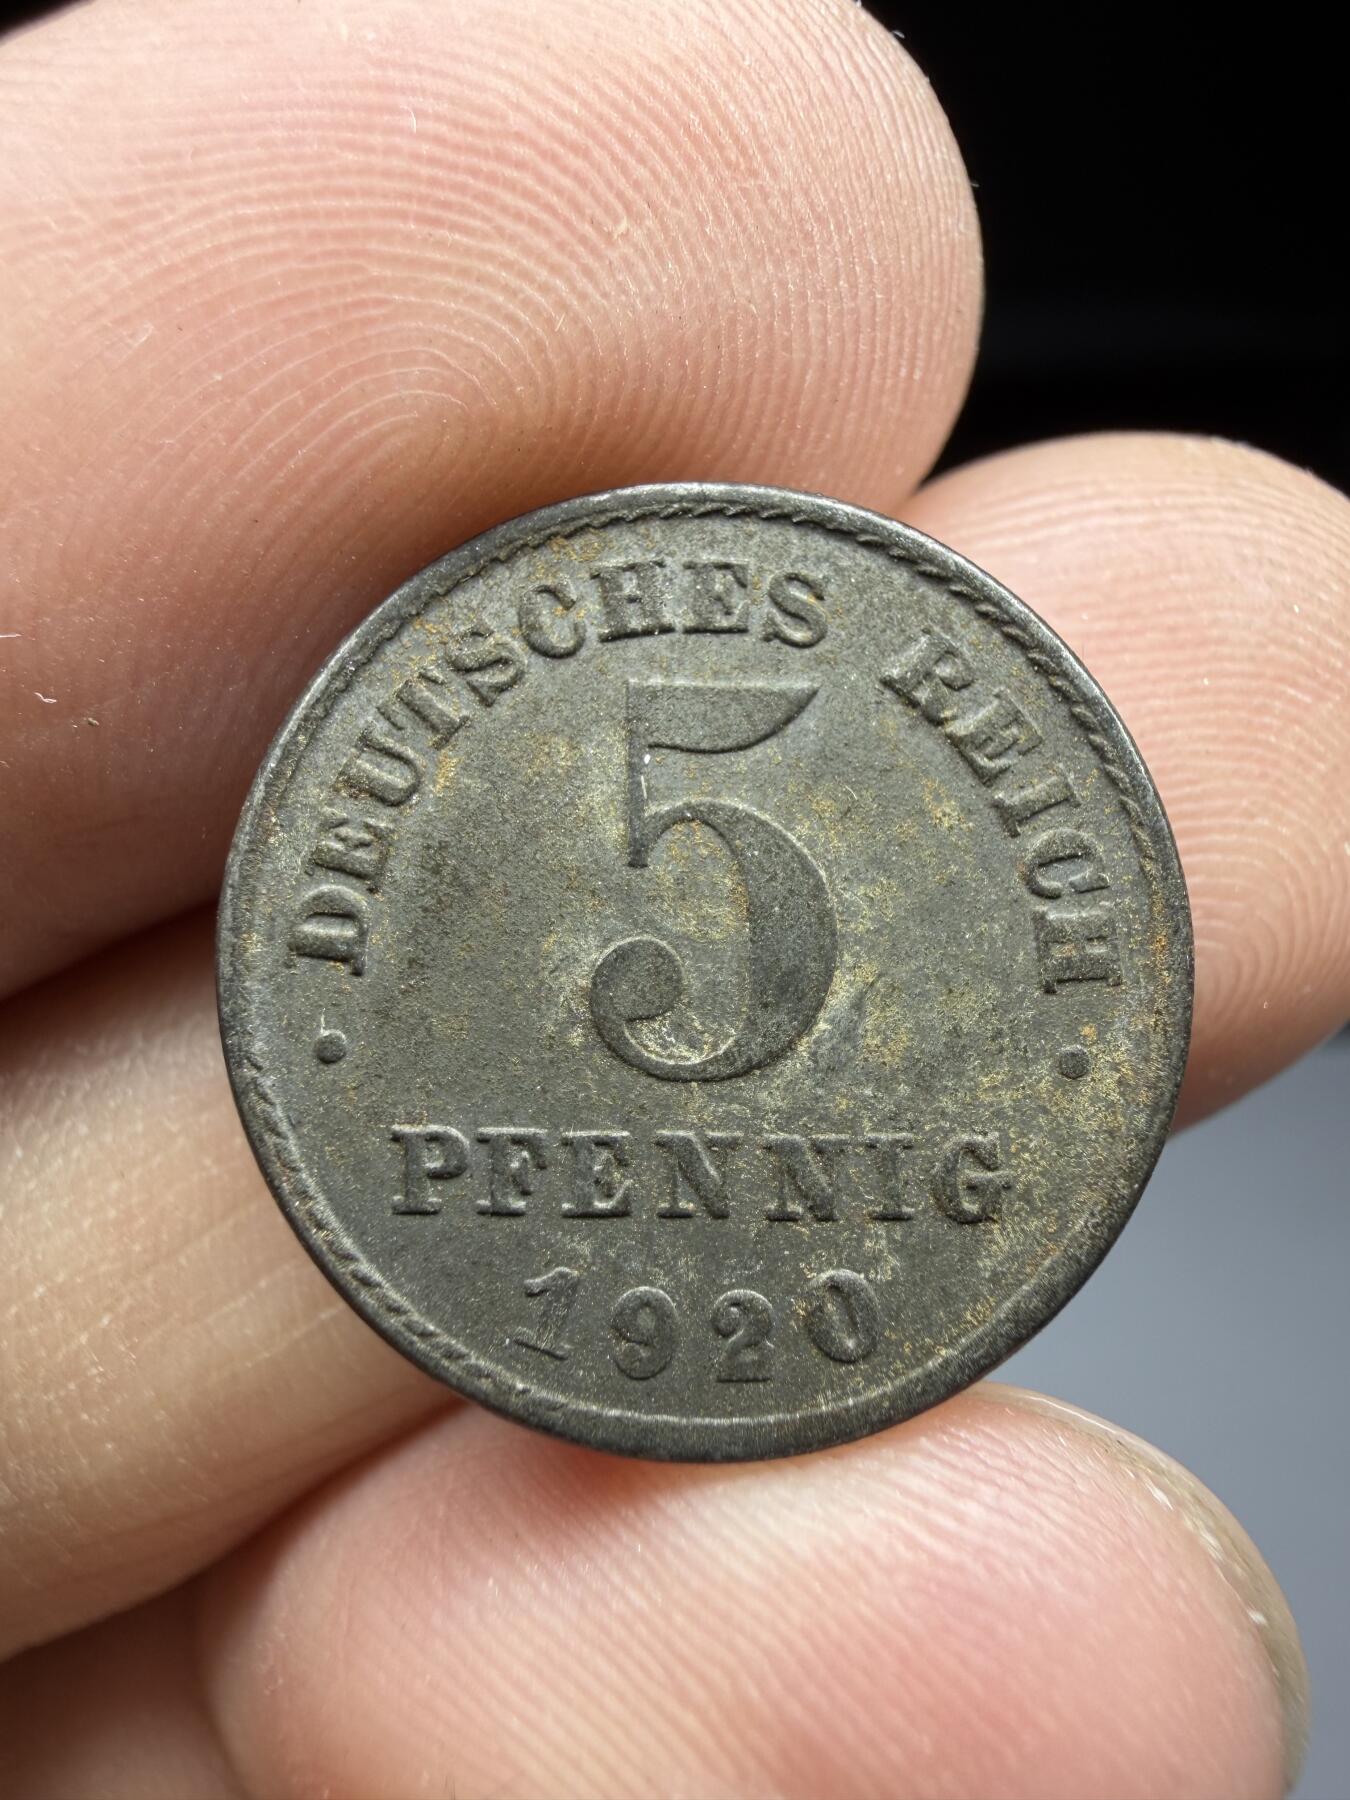 DEUTSCHES REICH
5
PFENNIG
1920